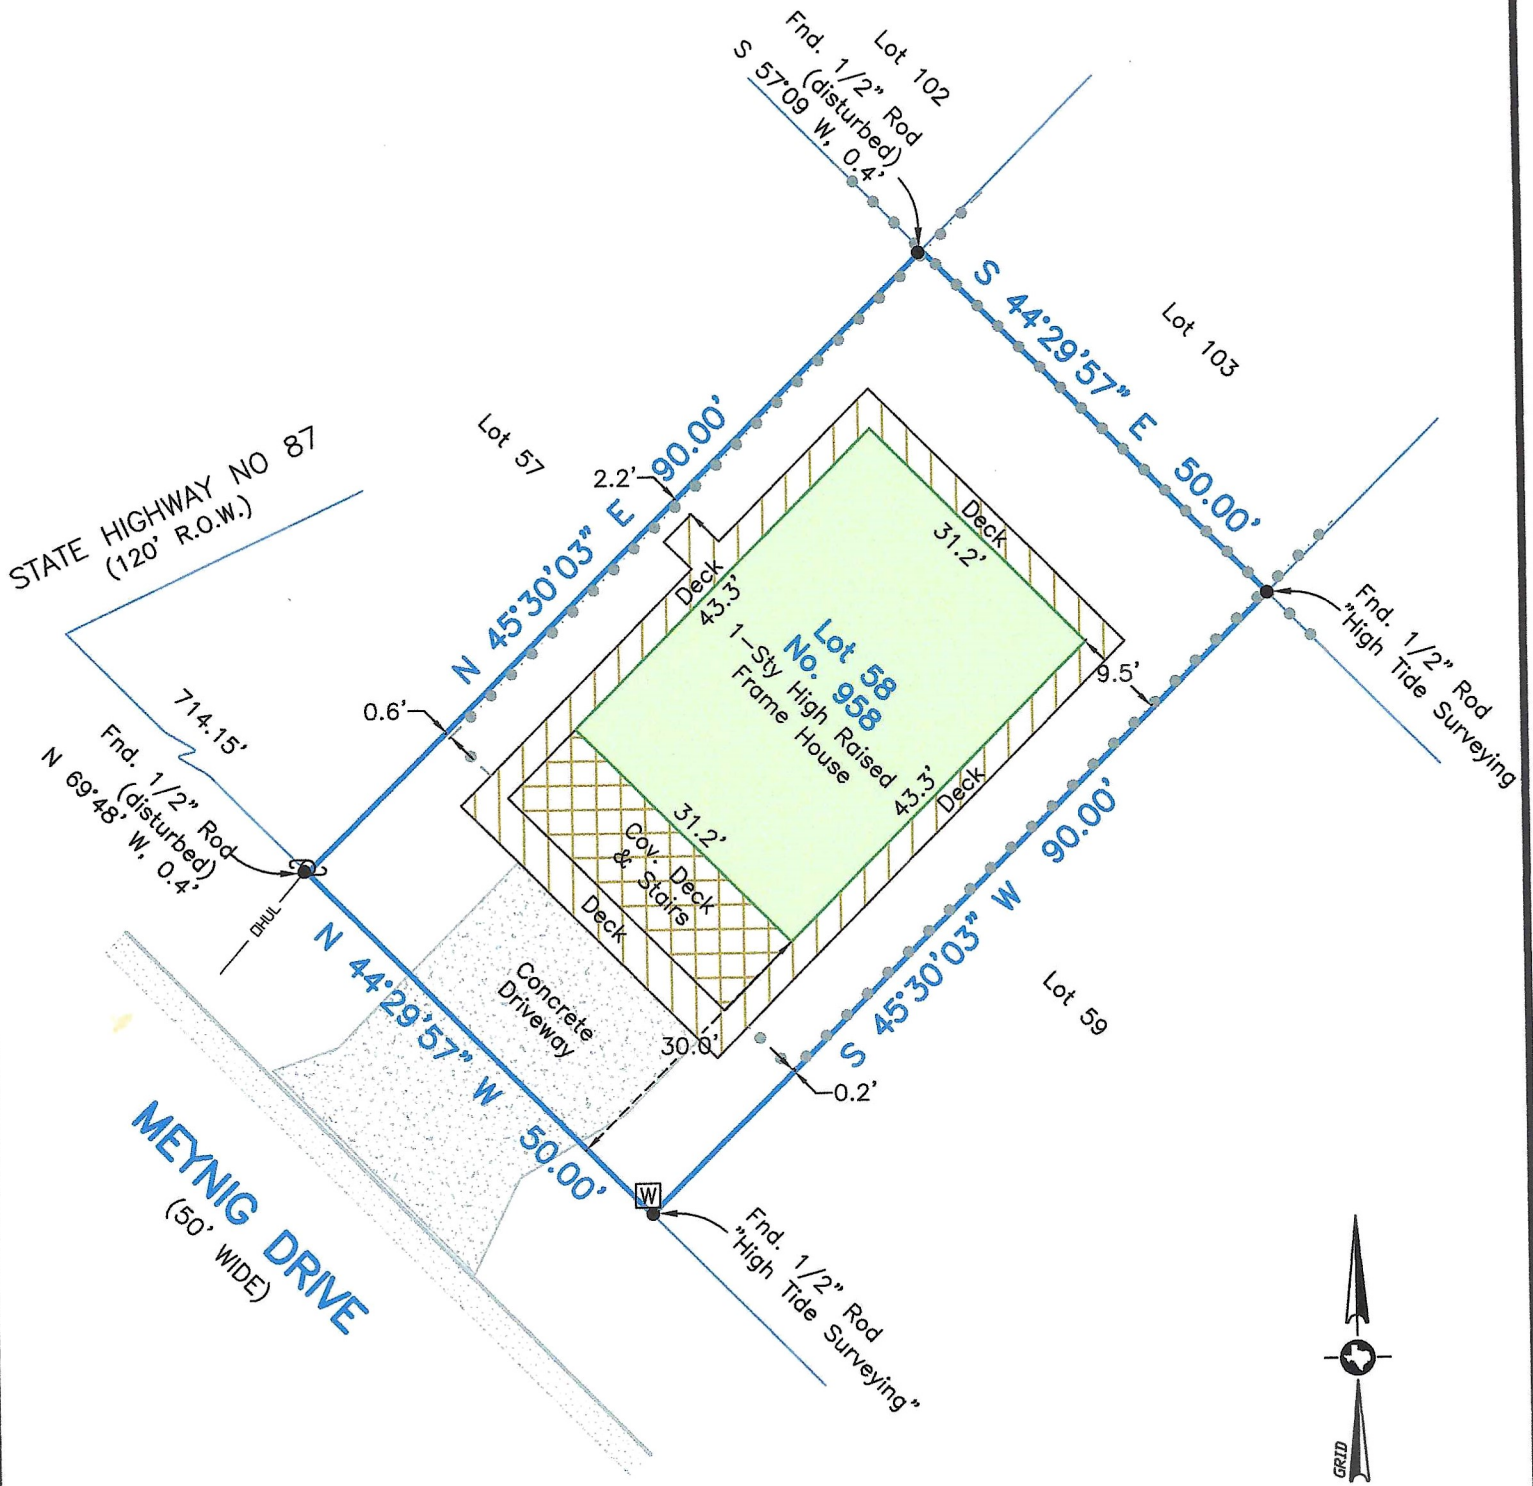 Lot 102
Fnd. 1/2" Rod
(disturbed)
S 57°09 W, 0.4'
S 44°29'57" E 50.00'
Lot 103
Lot 57
N 45°30'03" E 90.00'
2.2'
STATE HIGHWAY NO 87
(120' R.O.W.)
714.15'
0.6'
Fnd. 1/2" Rod
(disturbed)
N 69°48' W, 0.4'
Deck
31.2'
Deck
43.3'
Lot 58
No. 958
1-Sty High Raised
Frame House
9.5'
43.3'
Deck
31.2'
Cov. Deck
& Stairs
Deck
Fnd. 1/2" Rod
"High Tide Surveying
S 45°30'03" W 90.00'
Lot 59
OHUL
N 44°29'57" W 50.00'
Concrete
Driveway
30.0'
0.2'
MEYNIG DRIVE
(50' WIDE)
W
Fnd. 1/2" Rod
"High Tide Surveying"
GRID